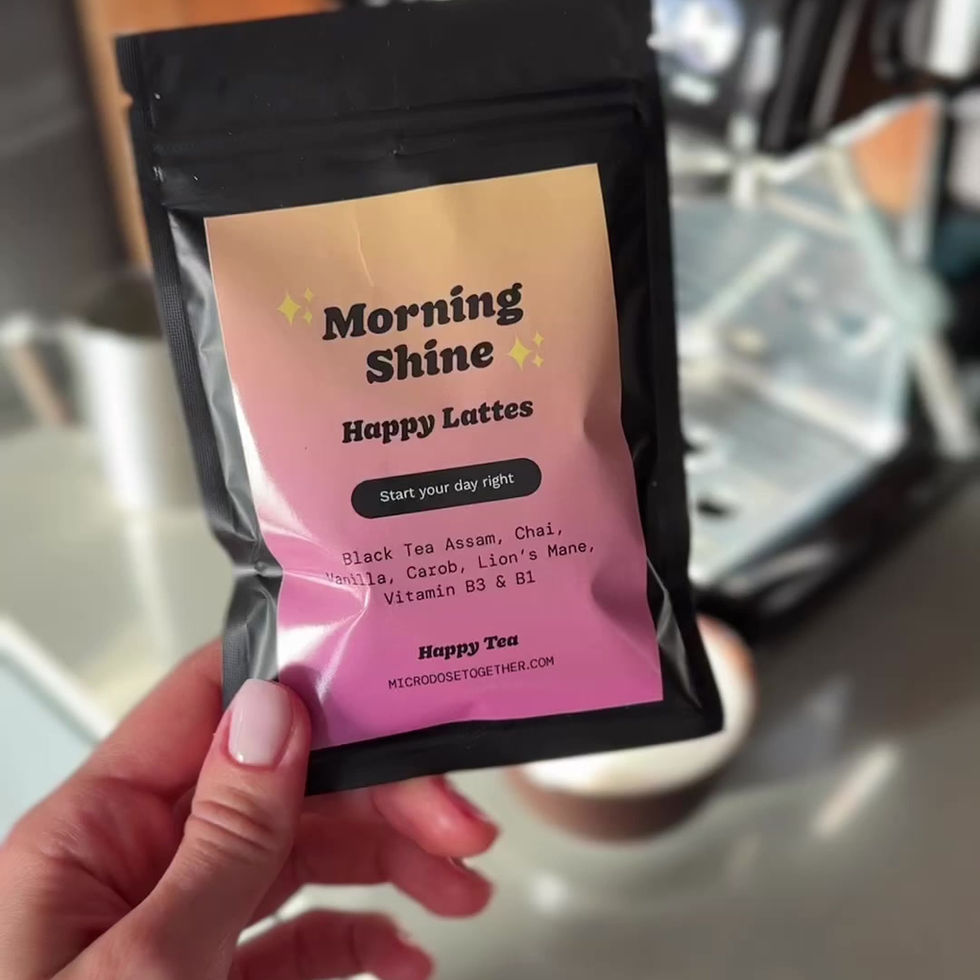 Morning
Shine
Happy Lattes
Start your day right
Black Tea Assam, Chai,
Vanilla, Carob, Lion's Mane,
Vitamin B3 & B1
Happy Tea
MICRODOSETOGETHER.COM